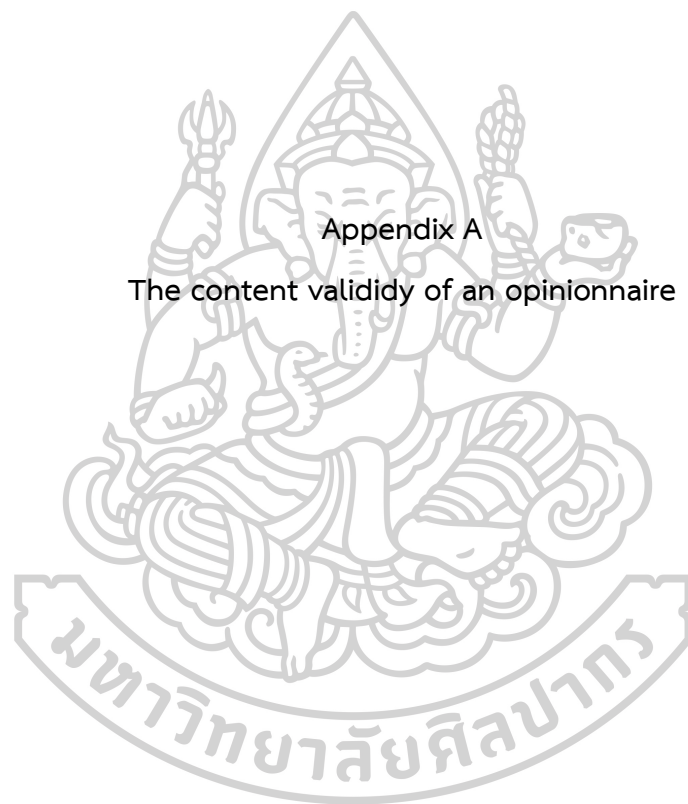 Appendix A
The content valididy of an opinionnaire
มหาวิทยาลัยศิลปากร